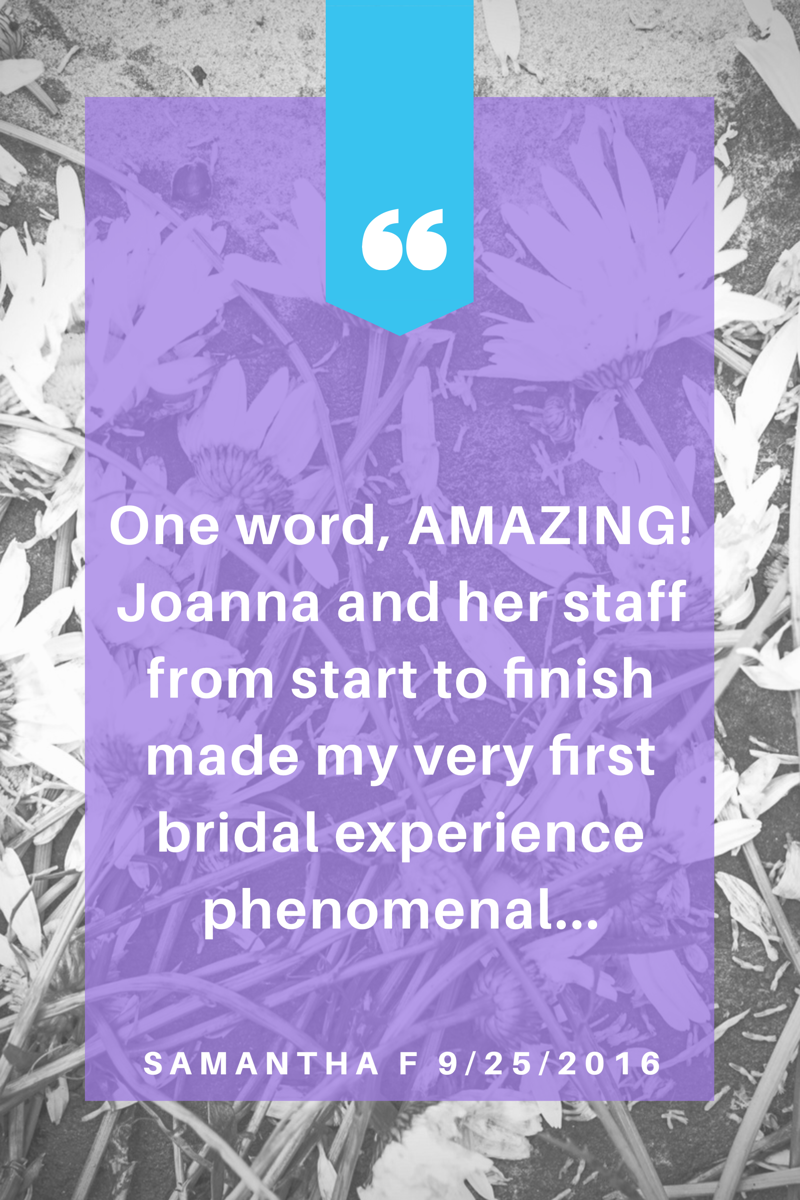 “
One word, AMAZING!
Joanna and her staff
from start to finish
made my very first
bridal experience
phenomenal...
SAMANTHA F 9/25/2016